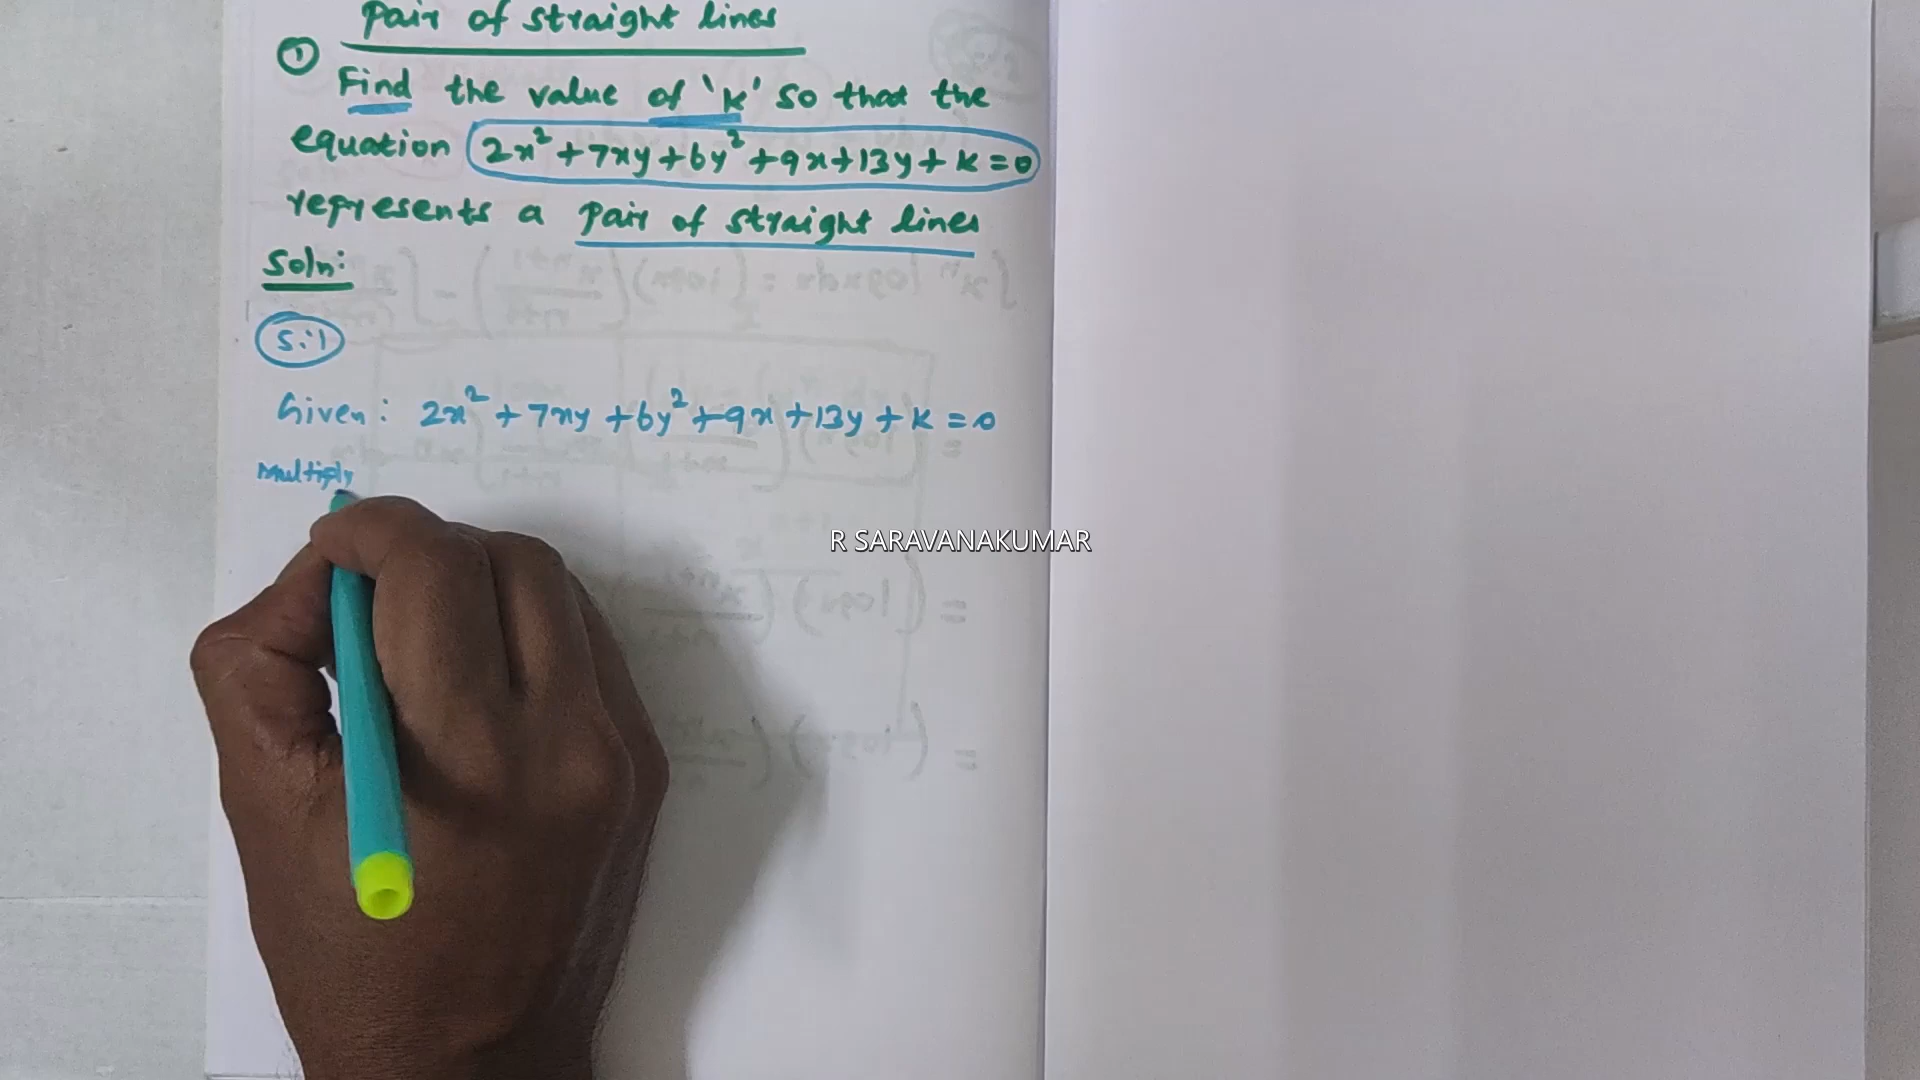 Pair of straight lines
① Find the value of 'K' so that the
equation 2x² + 7xy + 6y² + 9x + 13y + K = 0
represents a pair of straight lines
Soln:
S:1
Given: 2x² + 7xy + 6y² + 9x + 13y + K = 0
Multiply
R SARAVANAKUMAR